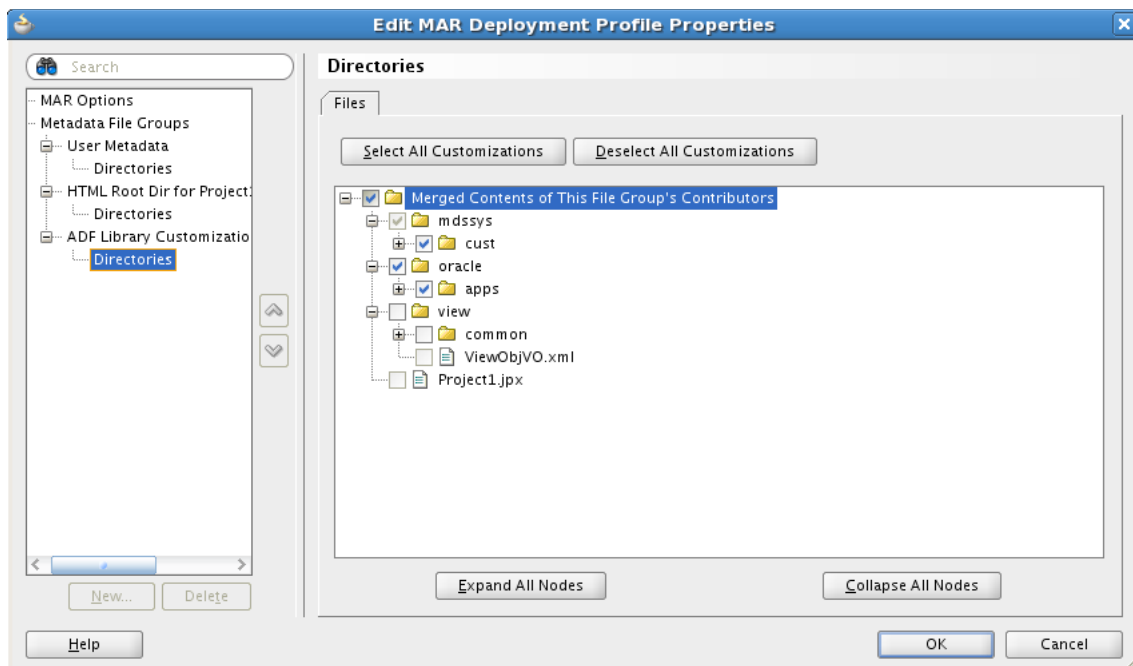 Edit MAR Deployment Profile Properties
Search
MAR Options
Metadata File Groups
User Metadata
Directories
HTML Root Dir for Project
Directories
ADF Library Customizatio
Directories
New...
Delete
Directories
Files
Select All Customizations
Deselect All Customizations
Merged Contents of This File Group's Contributors
mdssys
cust
oracle
apps
view
common
ViewObjVO.xml
Project1.jpx
Expand All Nodes
Collapse All Nodes
Help
OK
Cancel